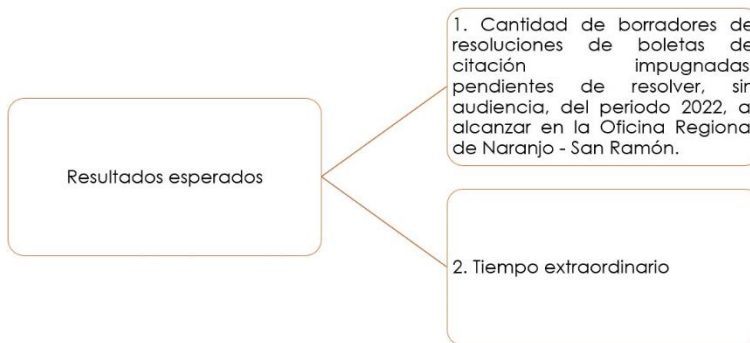 Resultados esperados
1. Cantidad de borradores de
resoluciones de boletas de
citación impugnadas
pendientes de resolver, sin
audiencia, del periodo 2022, a
alcanzar en la Oficina Regional
de Naranjo - San Ramón.
2. Tiempo extraordinario